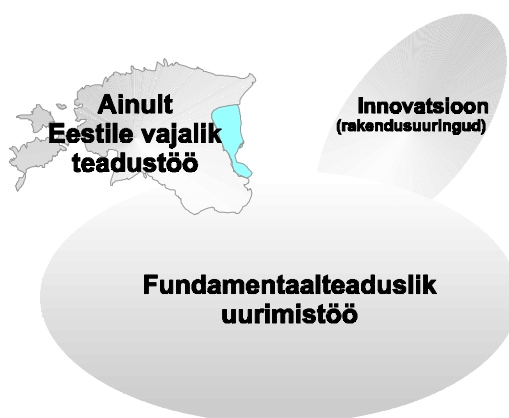 Ainult
Eestile vajalik
teadustöö
Innovatsioon
(rakendusuuringud)
Fundamentaalteaduslik
uurimistöö